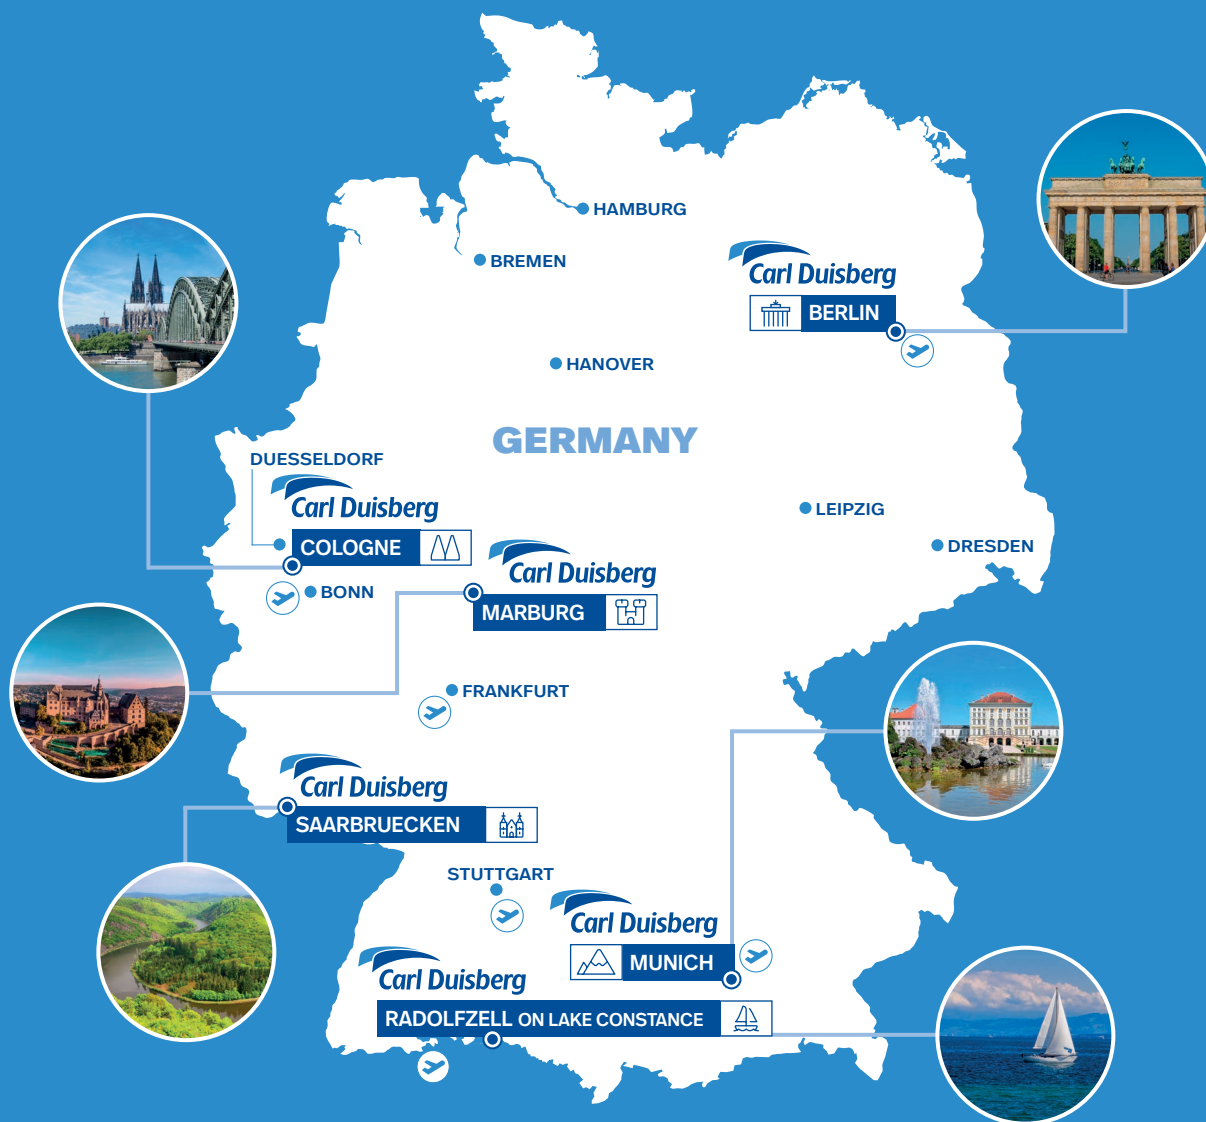 HAMBURG
BREMEN
Carl Duisberg
BERLIN
HANOVER
GERMANY
DUESSELDORF
Carl Duisberg
COLOGNE
LEIPZIG
DRESDEN
Carl Duisberg
MARBURG
BONN
FRANKFURT
Carl Duisberg
SAARBRUECKEN
STUTTGART
Carl Duisberg
MUNICH
Carl Duisberg
RADOLFZELL ON LAKE CONSTANCE